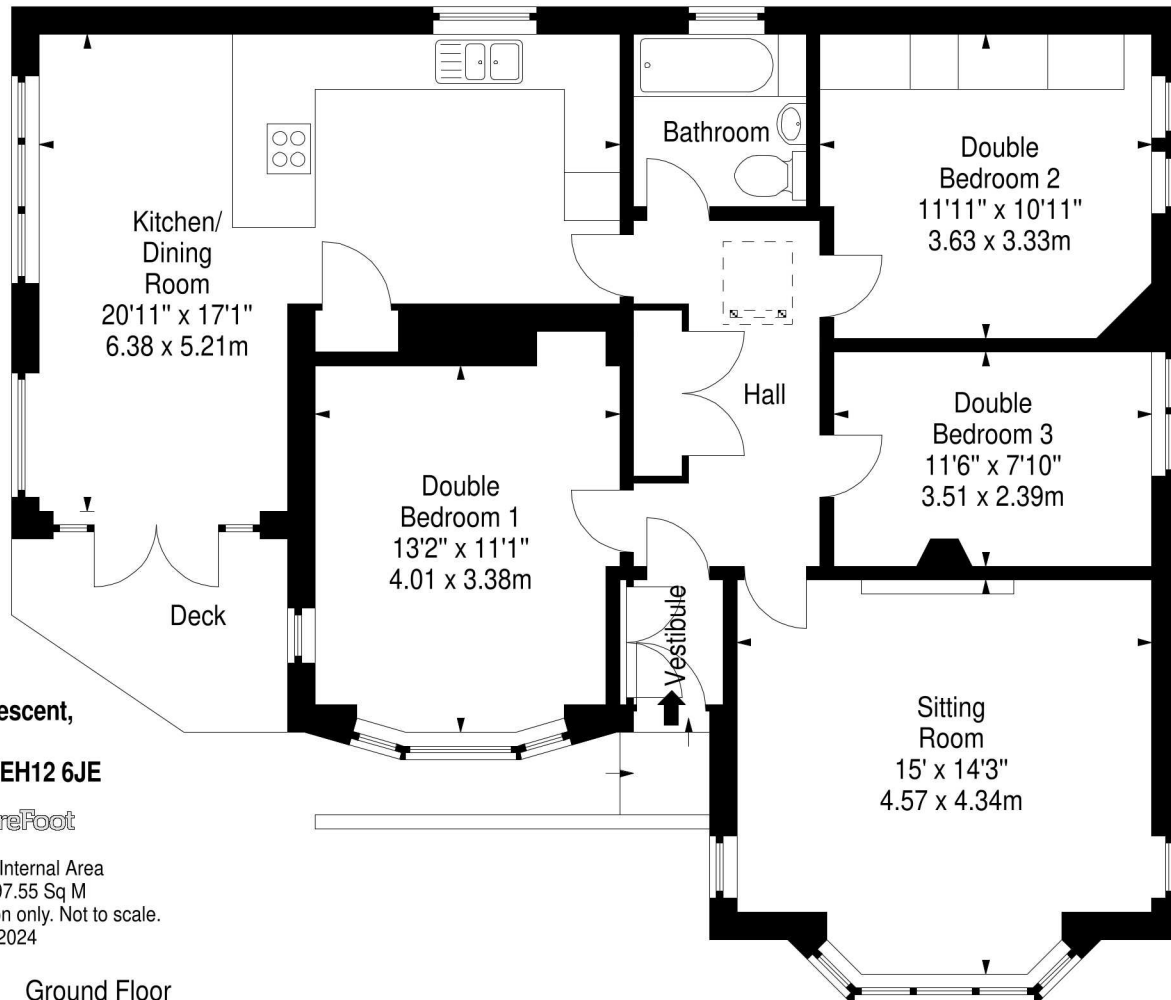 Bathroom
Double
Bedroom 2
11'11" x 10'11"
3.63 x 3.33m
Kitchen/
Dining
Room
20'11" x 17'1"
6.38 x 5.21m
Hall
Double
Bedroom 3
11'6" x 7'10"
3.51 x 2.39m
Double
Bedroom 1
13'2" x 11'1"
4.01 x 3.38m
Deck
Vestibule
Sitting
Room
15' x 14'3"
4.57 x 4.34m
escent,
EH12 6JE
reFoot
Internal Area
97.55 Sq M
n only. Not to scale.
2024
Ground Floor